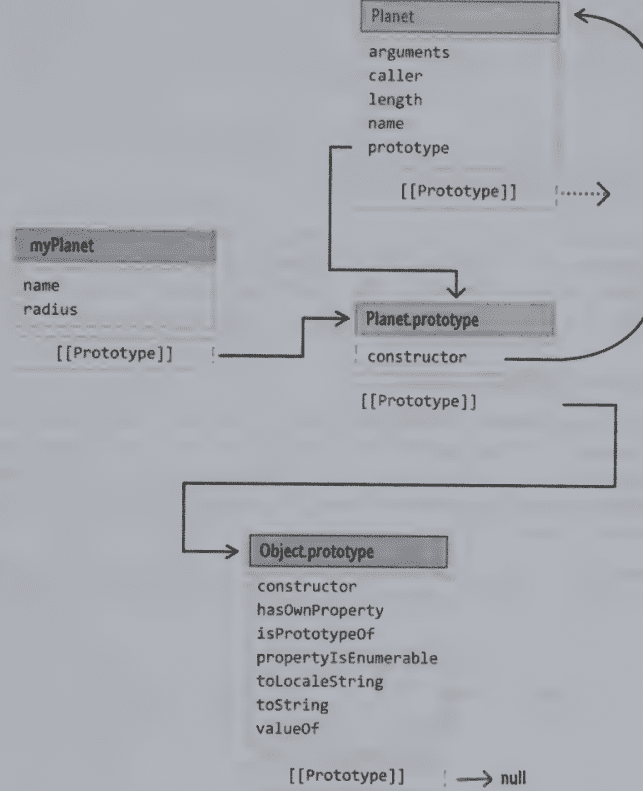 Planet
arguments
caller
length
name
prototype
[[Prototype]]
myPlanet
name
radius
[[Prototype]]
Planet.prototype
constructor
[[Prototype]]
Object.prototype
constructor
hasOwnProperty
isPrototypeOf
propertyIsEnumerable
toLocaleString
toString
valueOf
[[Prototype]] null